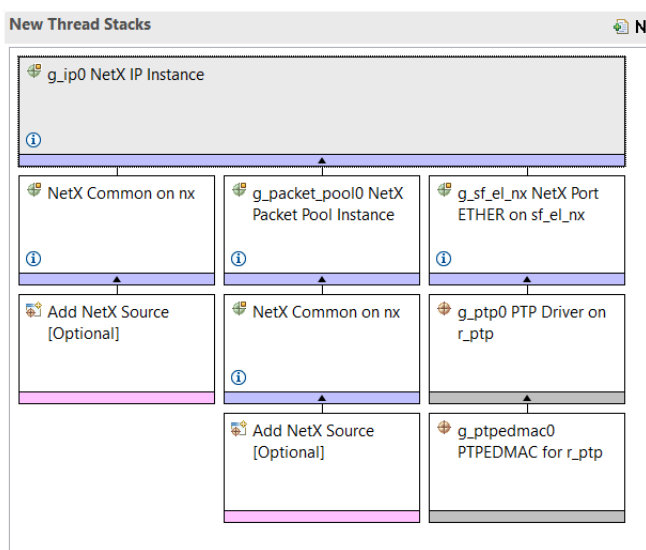 New Thread Stacks
N
g_ip0 NetX IP Instance
NetX Common on nx
g_packet_pool0 NetX
Packet Pool Instance
g_sf_el_nx NetX Port
ETHER on sf_el_nx
Add NetX Source
[Optional]
NetX Common on nx
g_ptp0 PTP Driver on
r_ptp
Add NetX Source
[Optional]
g_ptpedmac0
PTPEDMAC for r_ptp